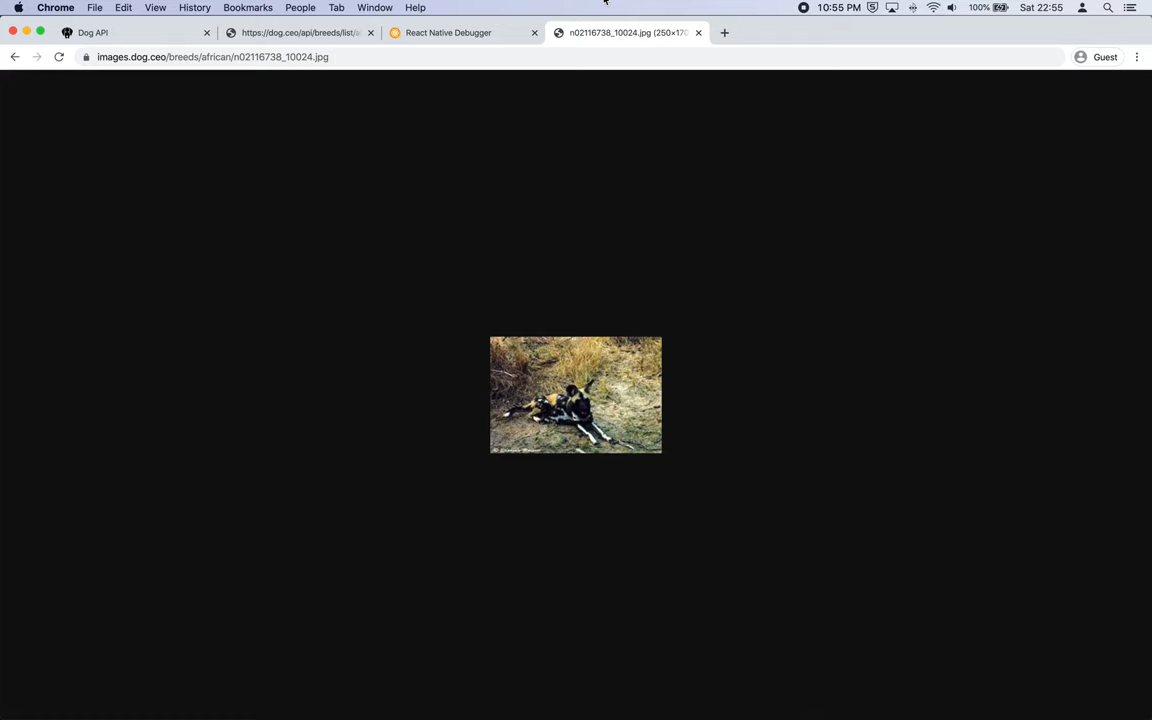 Chrome File Edit View History Bookmarks People Tab Window Help 10:55 PM 100% Sat 22:55
Dog API https://dog.ceo/api/breeds/list/a React Native Debugger n02116738_10024.jpg (250×170
images.dog.ceo/breeds/african/n02116738_10024.jpg Guest